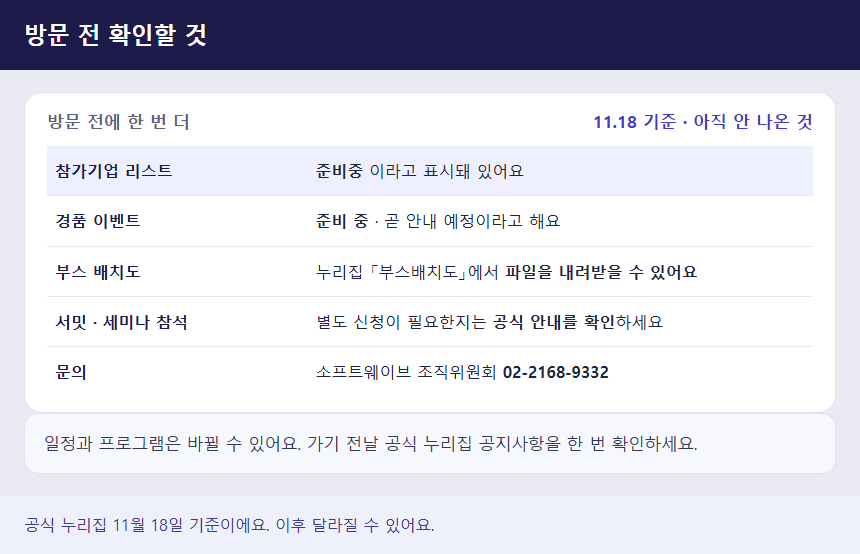 방문 전 확인할 것
방문 전에 한 번 더
11.18 기준 · 아직 안 나온 것
참가기업 리스트 준비중 이라고 표시돼 있어요
경품 이벤트 준비 중 · 곧 안내 예정이라고 해요
부스 배치도 누리집 「부스배치도」에서 파일을 내려받을 수 있어요
서밋 · 세미나 참석 별도 신청이 필요한지는 공식 안내를 확인하세요
문의 소프트웨이브 조직위원회 02-2168-9332
일정과 프로그램은 바뀔 수 있어요. 가기 전날 공식 누리집 공지사항을 한 번 확인하세요.
공식 누리집 11월 18일 기준이에요. 이후 달라질 수 있어요.